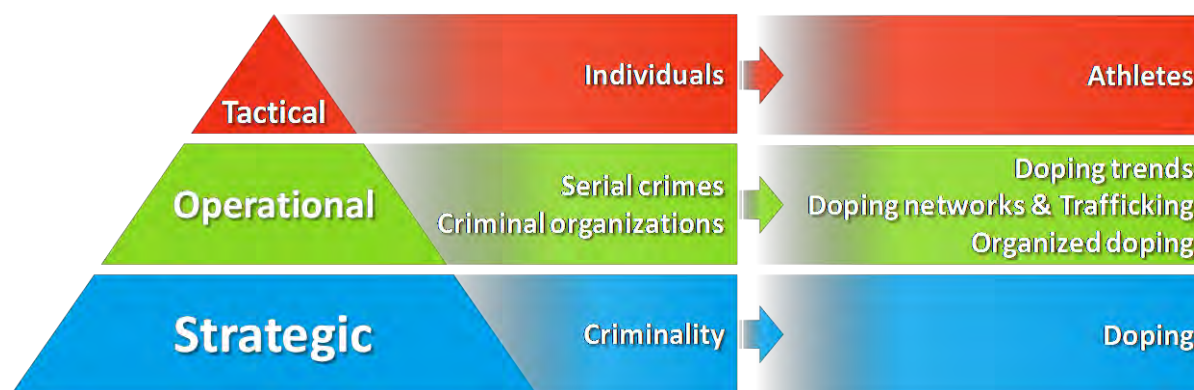 Tactical
Individuals
Athletes
Operational
Serial crimes
Criminal organizations
Doping trends
Doping networks & Trafficking
Organized doping
Strategic
Criminality
Doping